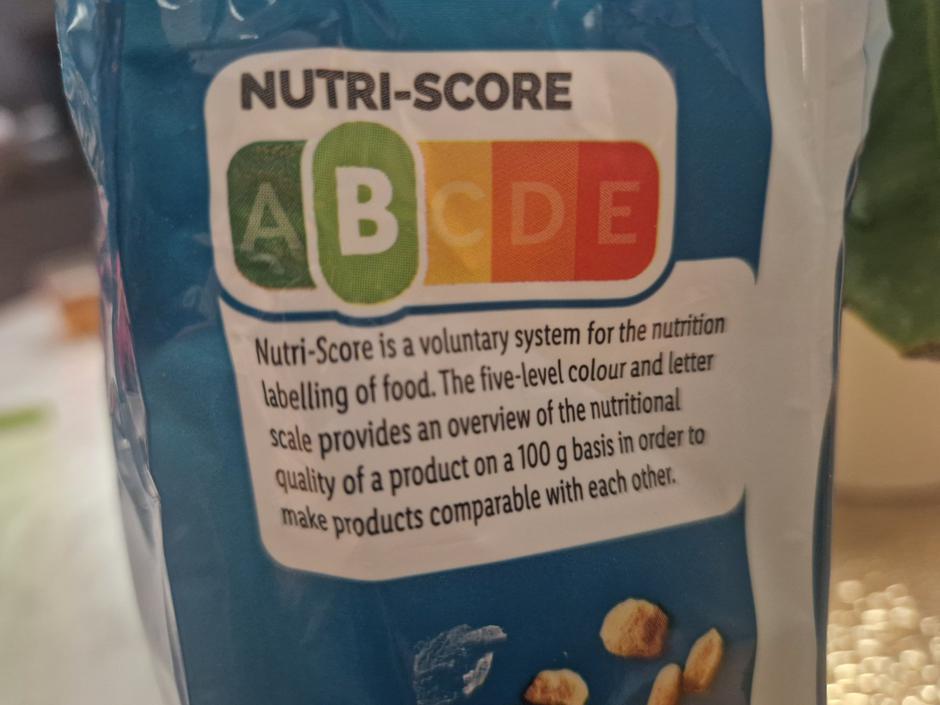 NUTRI-SCORE
A B C D E
Nutri-Score is a voluntary system for the nutrition
labelling of food. The five-level colour and letter
scale provides an overview of the nutritional
quality of a product on a 100 g basis in order to
make products comparable with each other.